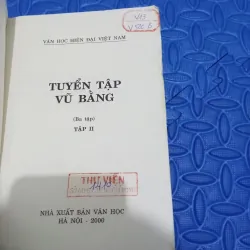 VĂN HỌC HIỆN ĐẠI VIỆT NAM
TUYỂN TẬP
VŨ BẰNG
(Ba tập)
TẬP II
THƯ VIỆN
NHÀ XUẤT BẢN VĂN HỌC
HÀ NỘI - 2000